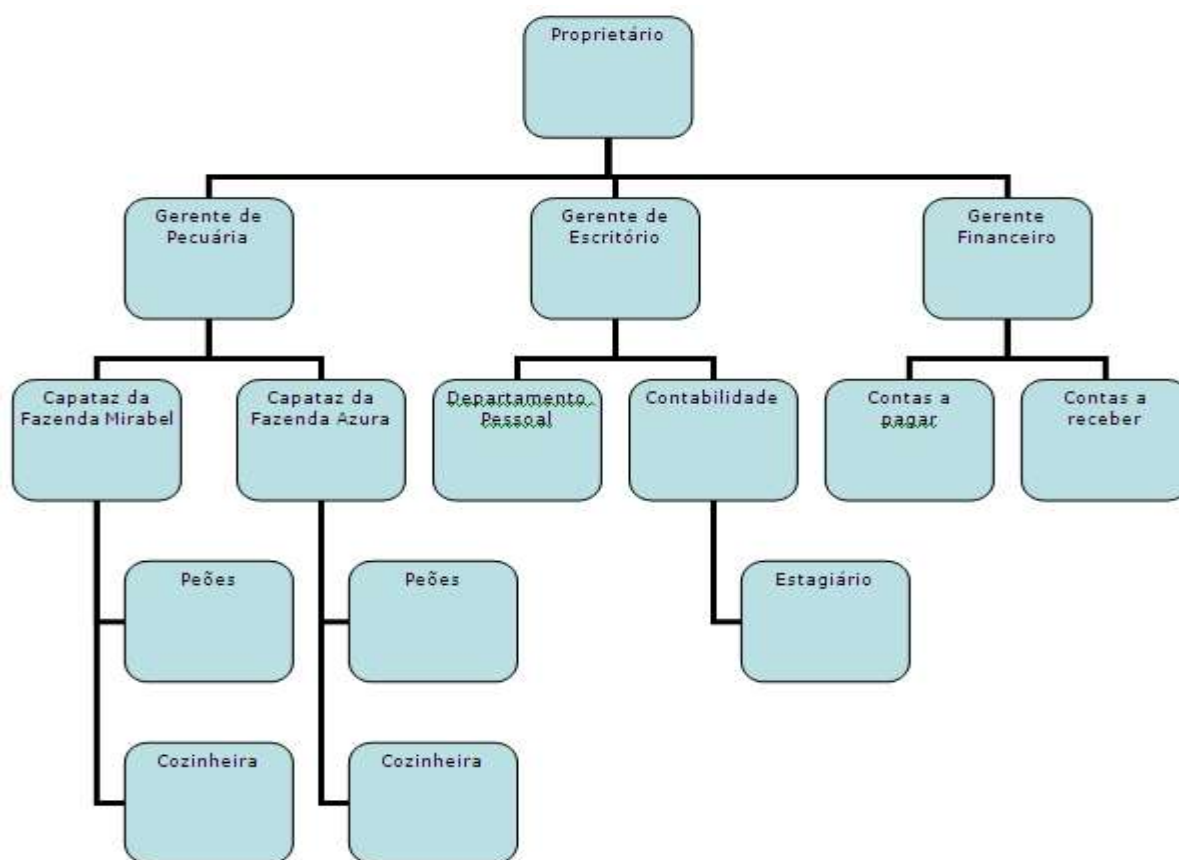 Proprietário
Gerente de
Pecuária
Gerente de
Escritório
Gerente
Financeiro
Capataz da
Fazenda Mirabel
Capataz da
Fazenda Azura
Departamento
Pessoal
Contabilidade
Contas a
pagar
Contas a
receber
Peões
Peões
Estagiário
Cozinheira
Cozinheira